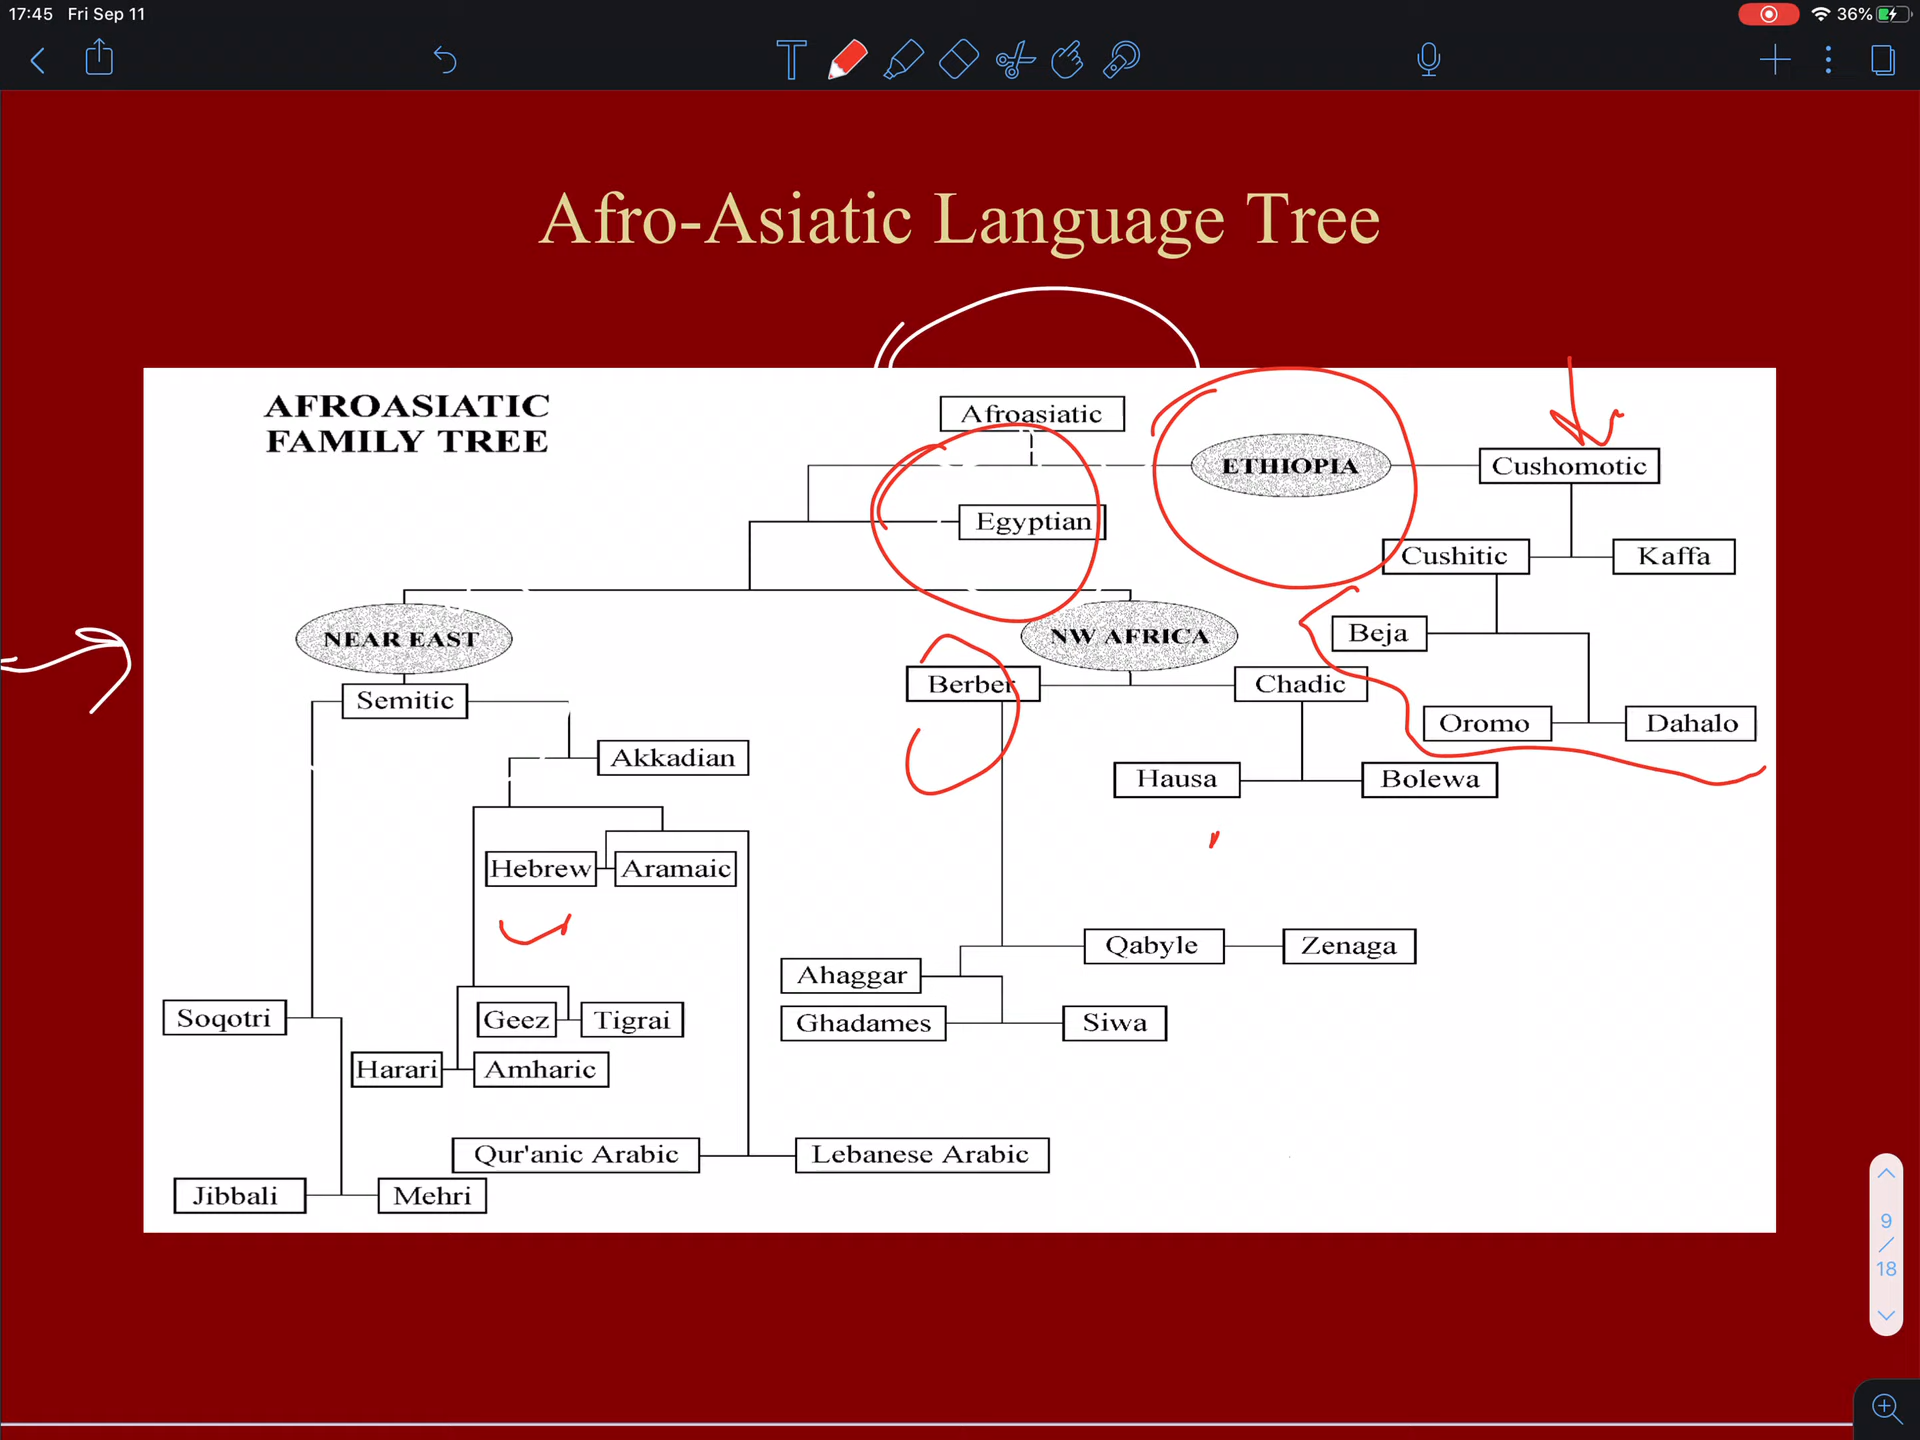 17:45 Fri Sep 11
36%
T
Afro-Asiatic Language Tree
AFROASIATIC
FAMILY TREE
Afroasiatic
ETHIOPIA
Cushomotic
Egyptian
Cushitic
Kaffa
NEAR EAST
NW AFRICA
Beja
Semitic
Berber
Chadic
Oromo
Dahalo
Akkadian
Hausa
Bolewa
Hebrew
Aramaic
Qabyle
Zenaga
Ahaggar
Soqotri
Geez
Tigrai
Ghadames
Siwa
Harari
Amharic
Qur'anic Arabic
Lebanese Arabic
Jibbali
Mehri
9
/
18